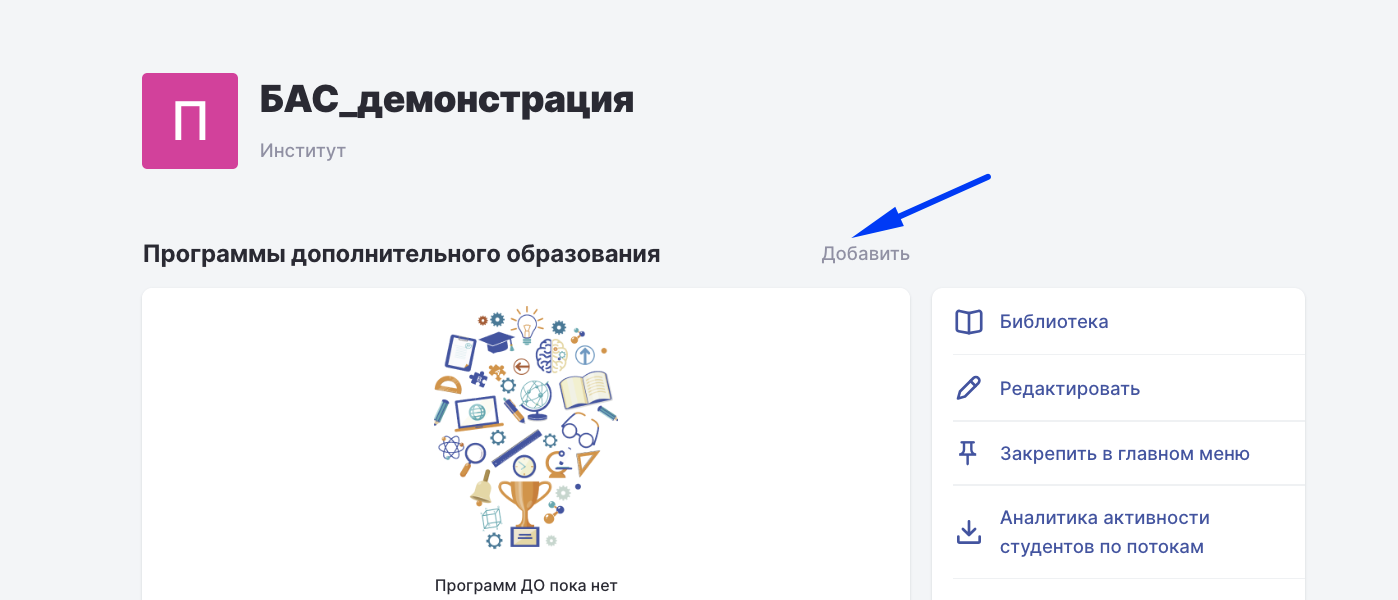 П
БАС_демонстрация
Институт
Программы дополнительного образования
Добавить
Программ ДО пока нет
Библиотека
Редактировать
Закрепить в главном меню
Аналитика активности
студентов по потокам